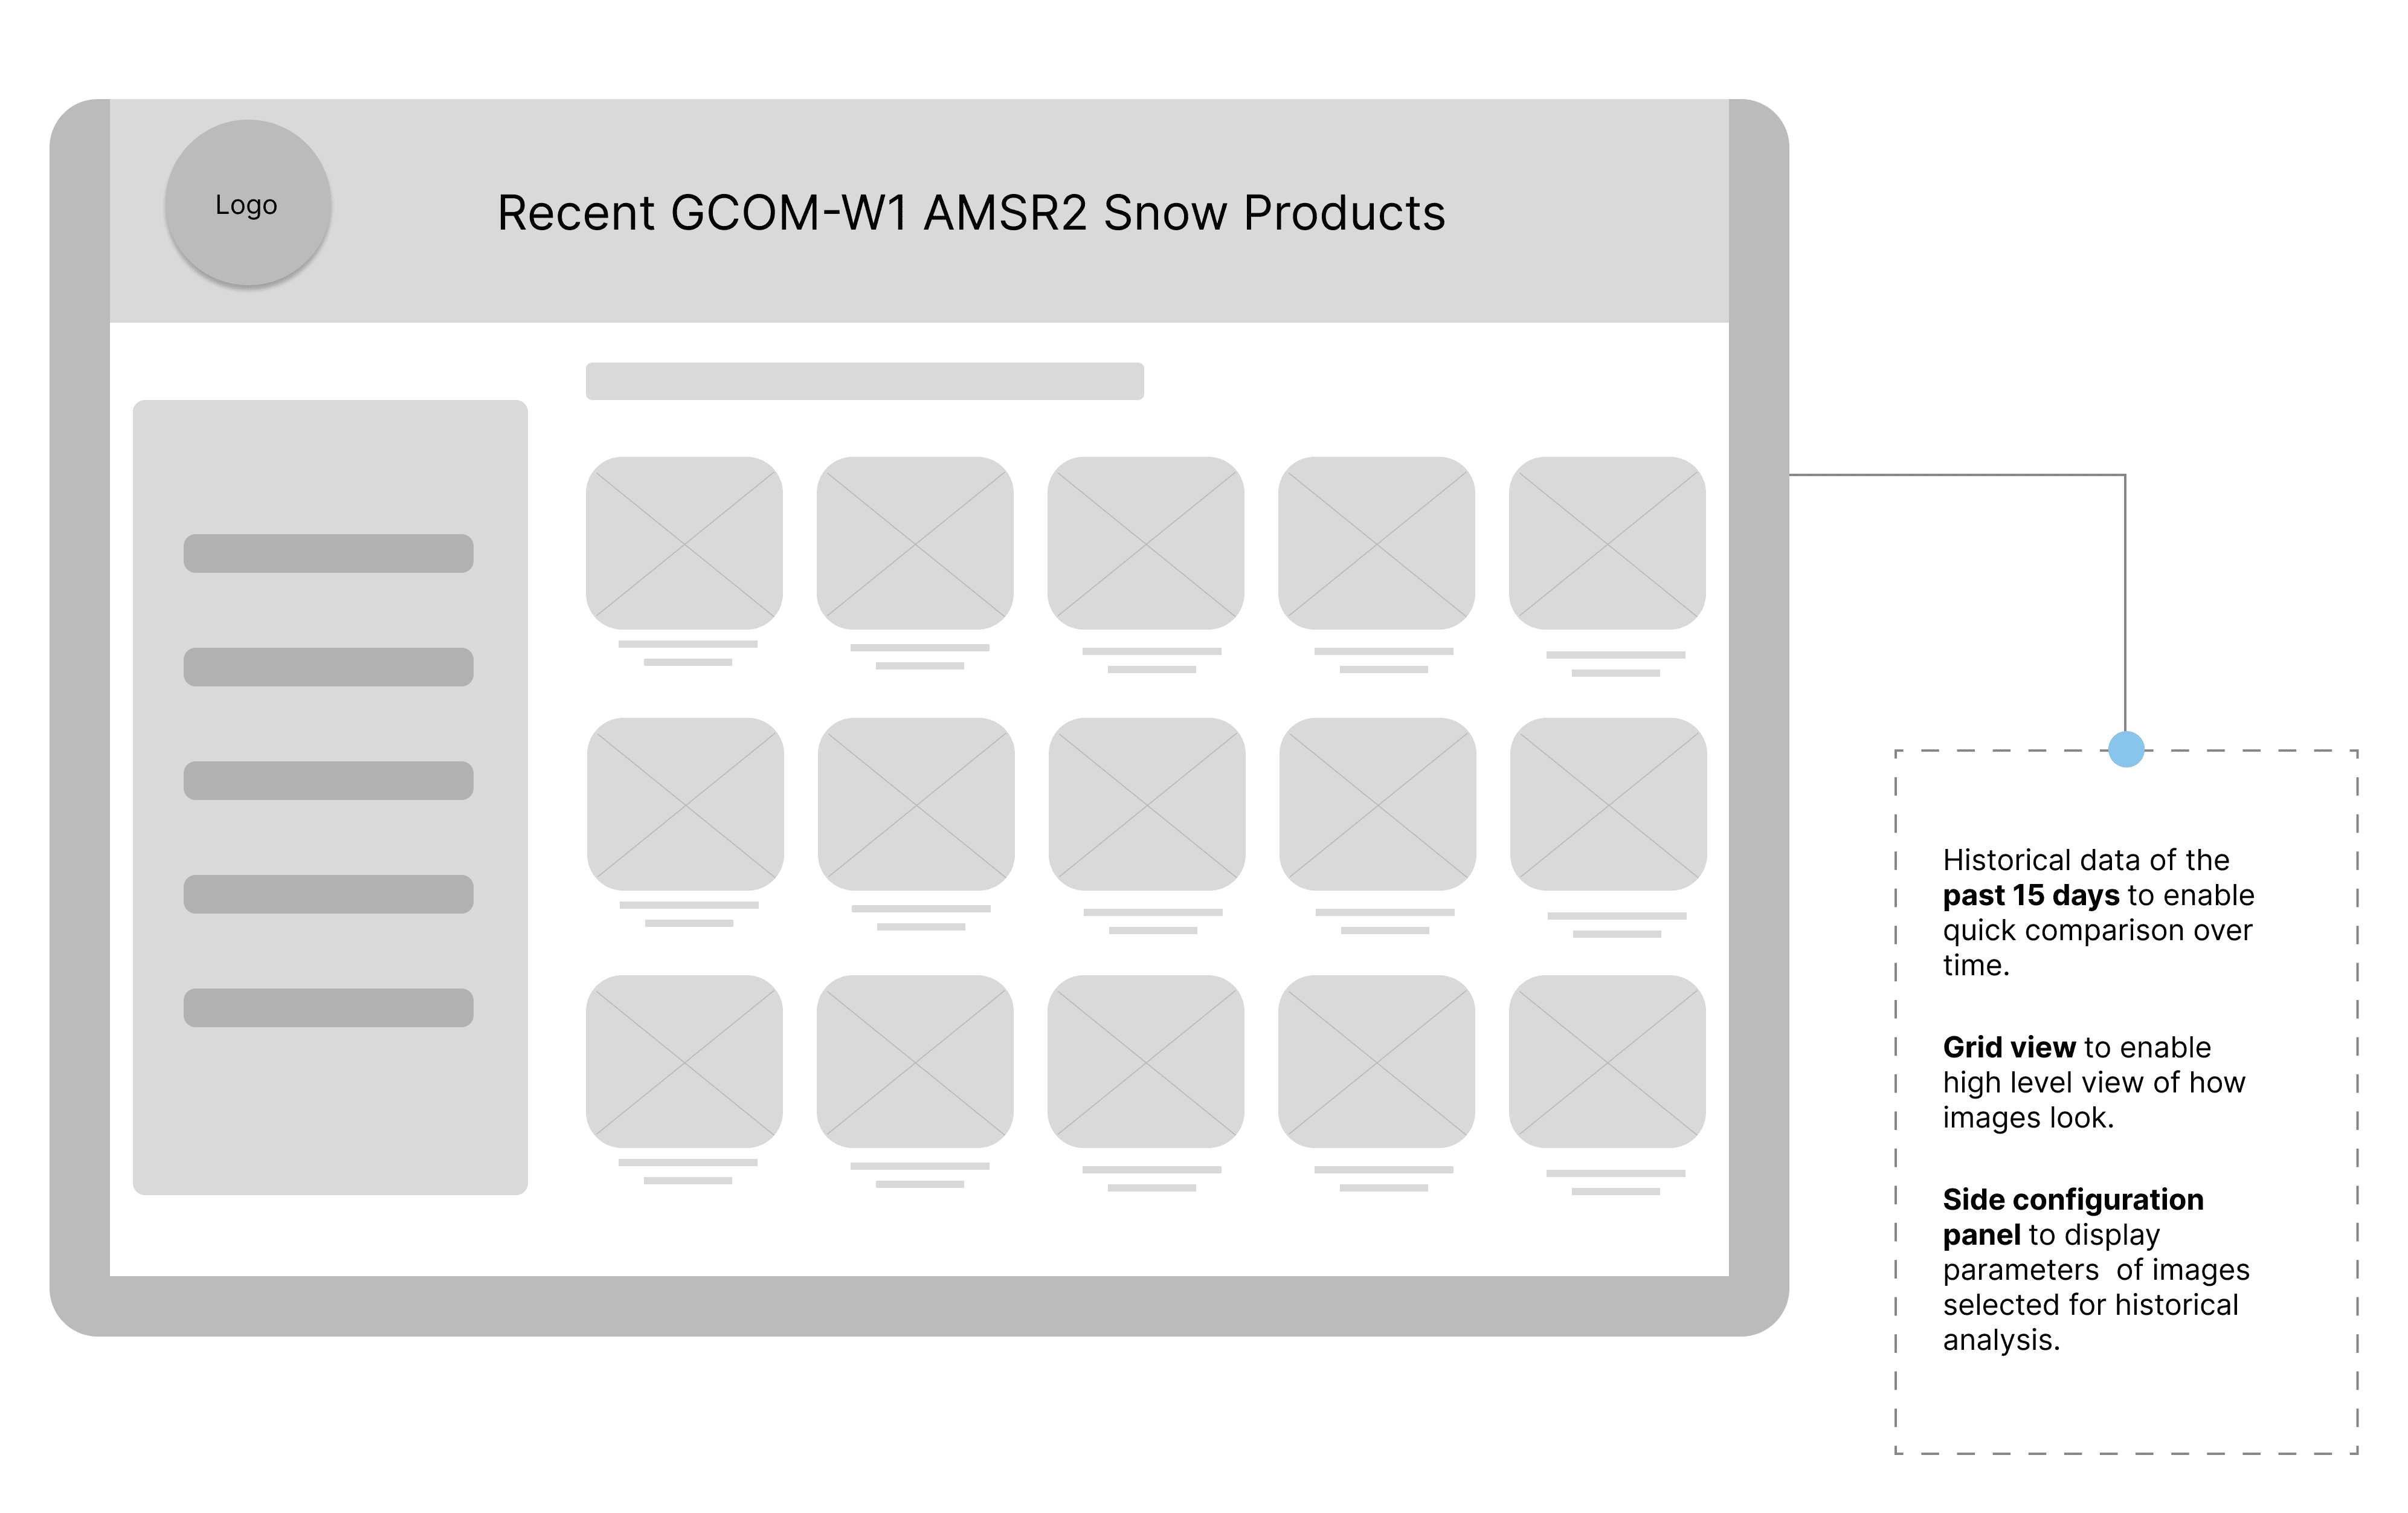 Logo
Recent GCOM-W1 AMSR2 Snow Products
Historical data of the
past 15 days to enable
quick comparison over
time.
Grid view to enable
high level view of how
images look.
Side configuration
panel to display
parameters  of images
selected for historical
analysis.